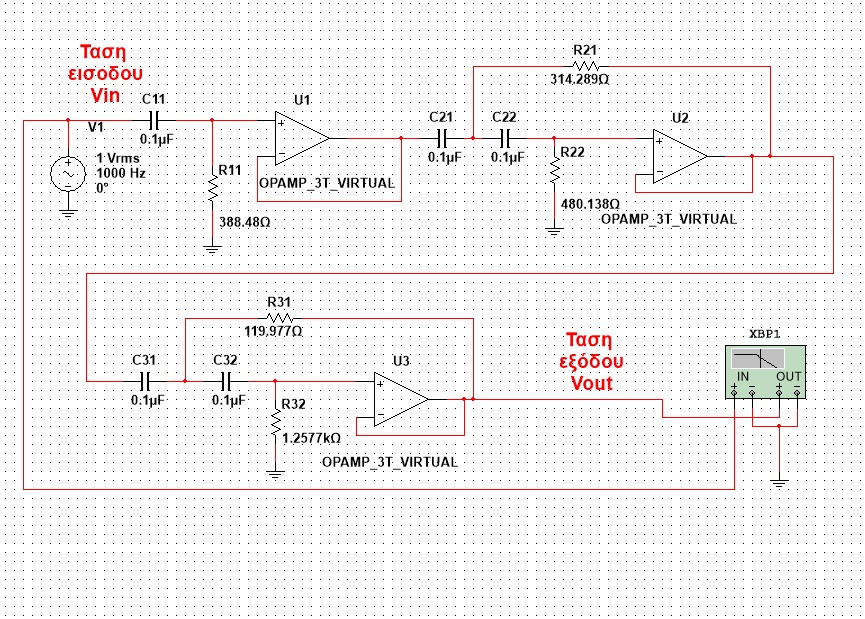 Ταση
εισοδου
Vin
V1
1 Vrms
1000 Hz
0°
C11
0.1µF
R11
388.48Ω
U1
OPAMP_3T_VIRTUAL
C21
0.1µF
C22
0.1µF
R21
314.289Ω
R22
480.138Ω
U2
OPAMP_3T_VIRTUAL
C31
0.1µF
C32
0.1µF
R31
119.977Ω
R32
1.2577kΩ
U3
OPAMP_3T_VIRTUAL
Ταση
εξόδου
Vout
XBP1
IN OUT